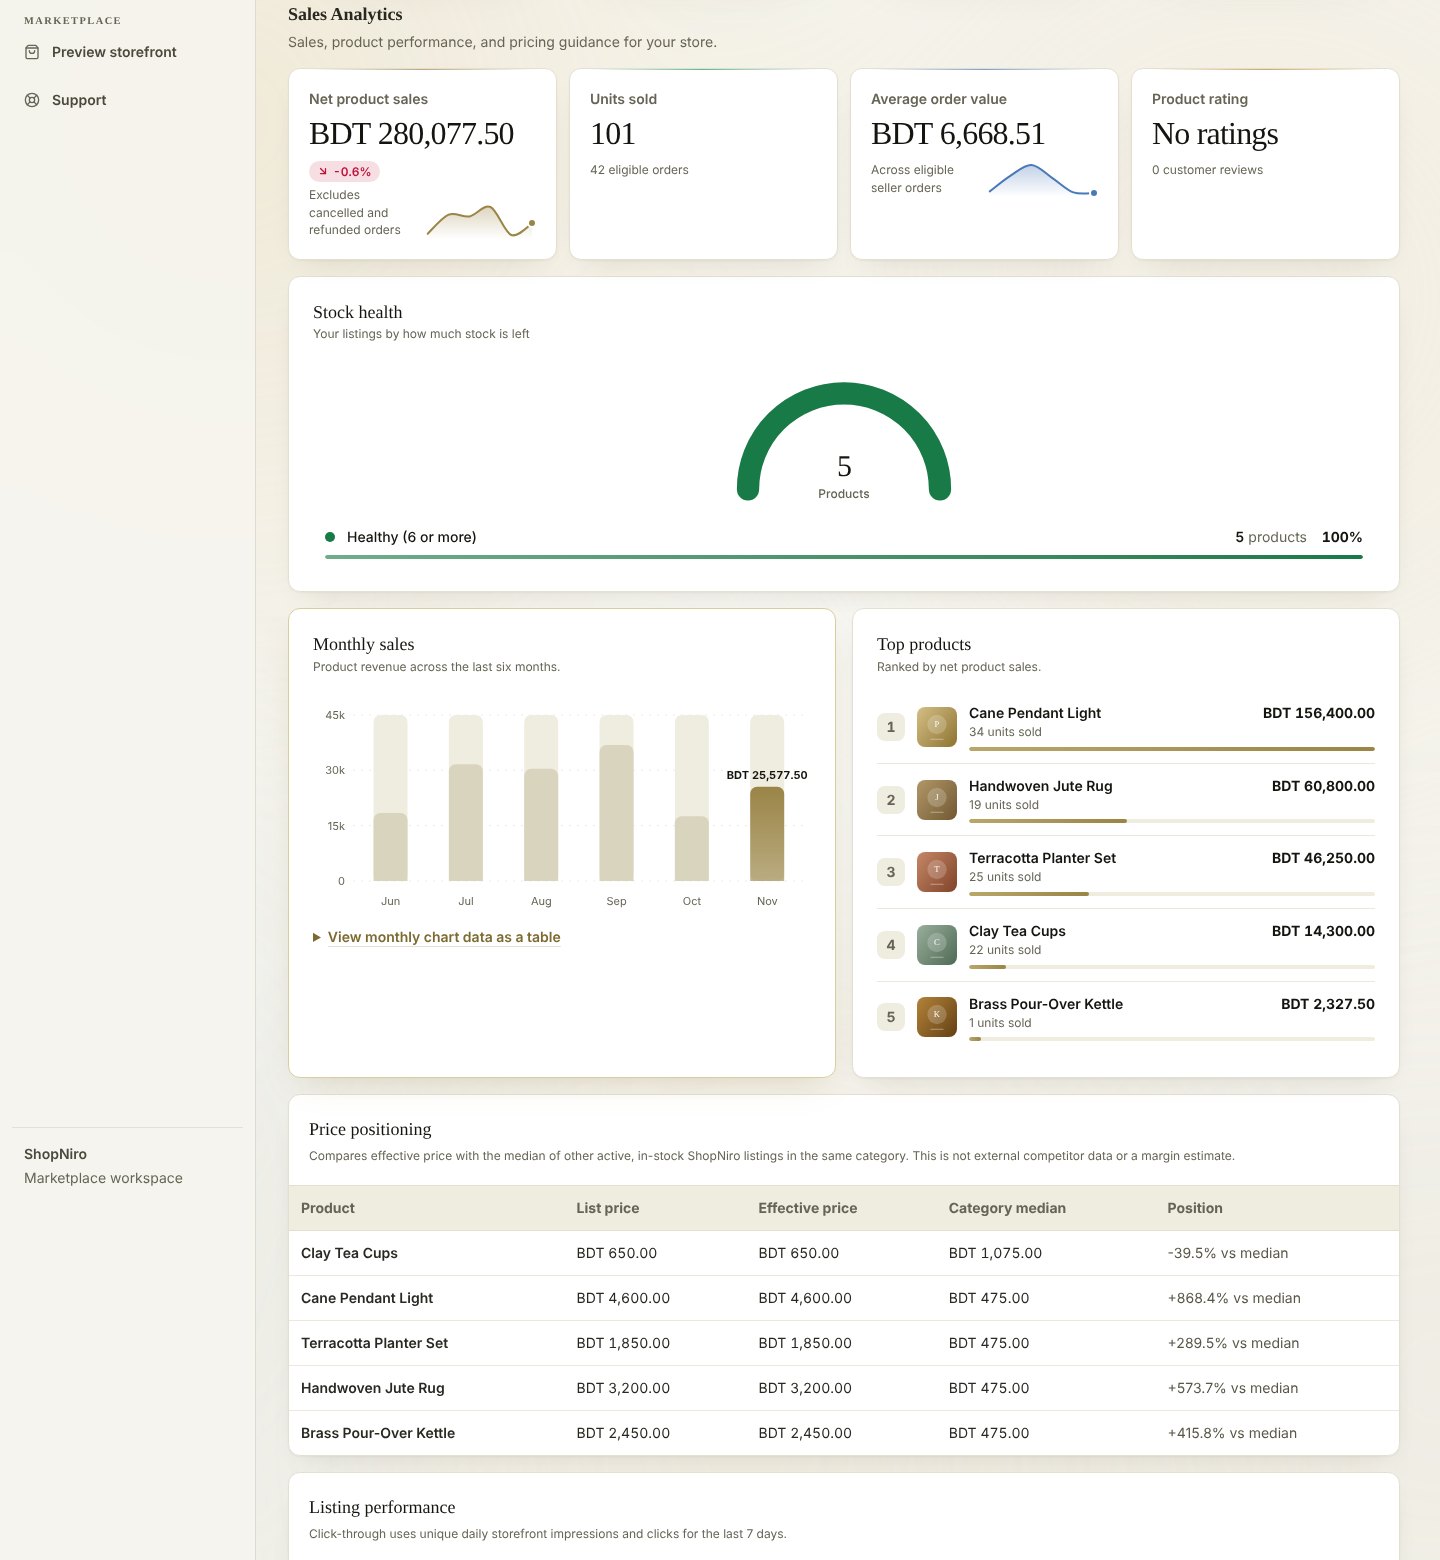 MARKETPLACE
Preview storefront
Support
ShopNiro
Marketplace workspace
Sales Analytics
Sales, product performance, and pricing guidance for your store.
Net product sales
BDT 280,077.50
-0.6%
Excludes
cancelled and
refunded orders
Units sold
101
42 eligible orders
Average order value
BDT 6,668.51
Across eligible
seller orders
Product rating
No ratings
0 customer reviews
Stock health
Your listings by how much stock is left
5
Products
Healthy (6 or more) 5 products 100%
Monthly sales
Product revenue across the last six months.
45k
30k
15k
0
BDT 25,577.50
Jun Jul Aug Sep Oct Nov
View monthly chart data as a table
Top products
Ranked by net product sales.
1 P Cane Pendant Light BDT 156,400.00
34 units sold
2 J Handwoven Jute Rug BDT 60,800.00
19 units sold
3 T Terracotta Planter Set BDT 46,250.00
25 units sold
4 C Clay Tea Cups BDT 14,300.00
22 units sold
5 K Brass Pour-Over Kettle BDT 2,327.50
1 units sold
Price positioning
Compares effective price with the median of other active, in-stock ShopNiro listings in the same category. This is not external competitor data or a margin estimate.
Product List price Effective price Category median Position
Clay Tea Cups BDT 650.00 BDT 650.00 BDT 1,075.00 -39.5% vs median
Cane Pendant Light BDT 4,600.00 BDT 4,600.00 BDT 475.00 +868.4% vs median
Terracotta Planter Set BDT 1,850.00 BDT 1,850.00 BDT 475.00 +289.5% vs median
Handwoven Jute Rug BDT 3,200.00 BDT 3,200.00 BDT 475.00 +573.7% vs median
Brass Pour-Over Kettle BDT 2,450.00 BDT 2,450.00 BDT 475.00 +415.8% vs median
Listing performance
Click-through uses unique daily storefront impressions and clicks for the last 7 days.